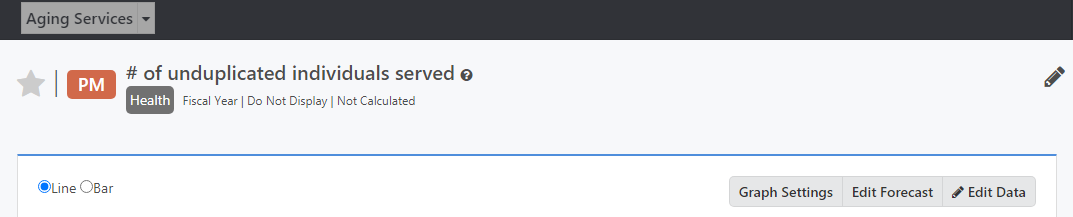 Aging Services
PM
# of unduplicated individuals served
Health Fiscal Year | Do Not Display | Not Calculated
Line Bar
Graph Settings Edit Forecast Edit Data